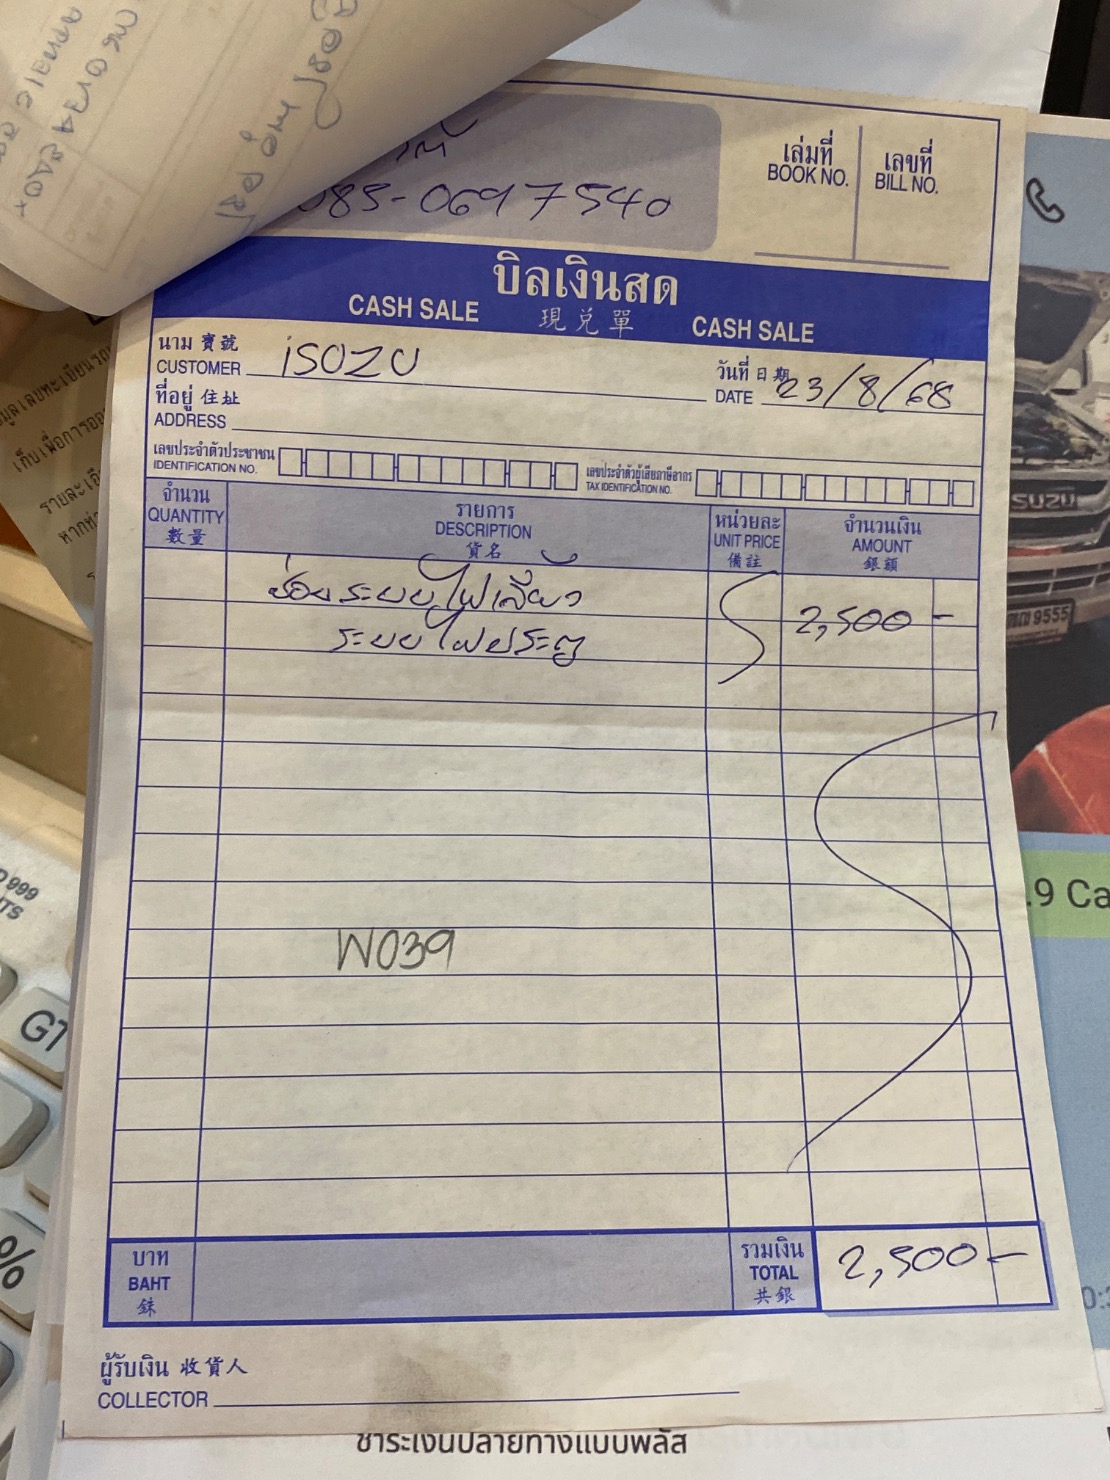 085-0697540
เล่มที่
BOOK NO.
เลขที่
BILL NO.
บิลเงินสด
CASH SALE 現兑單 CASH SALE
นาม 寳號
CUSTOMER iSUZU
วันที่ 日期
DATE 23/8/68
ที่อยู่ 住址
ADDRESS
เลขประจำตัวประชาชน
IDENTIFICATION NO.
เลขประจำตัวผู้เสียภาษีอากร
TAX IDENTIFICATION NO.
จำนวน
QUANTITY
數量
รายการ
DESCRIPTION
貨名
หน่วยละ
UNIT PRICE
備註
จำนวนเงิน
AMOUNT
銀額
ซ่อมระบบไฟเลี้ยว
2,500 -
ระบบไฟประตู
W039
บาท
BAHT
銖
รวมเงิน
TOTAL
共銀
2,500 -
ผู้รับเงิน 收貨人
COLLECTOR
ชำระเงินปลายทางแบบพลัส
SUZU
9555
.9 Ca
999
TS
GT
%